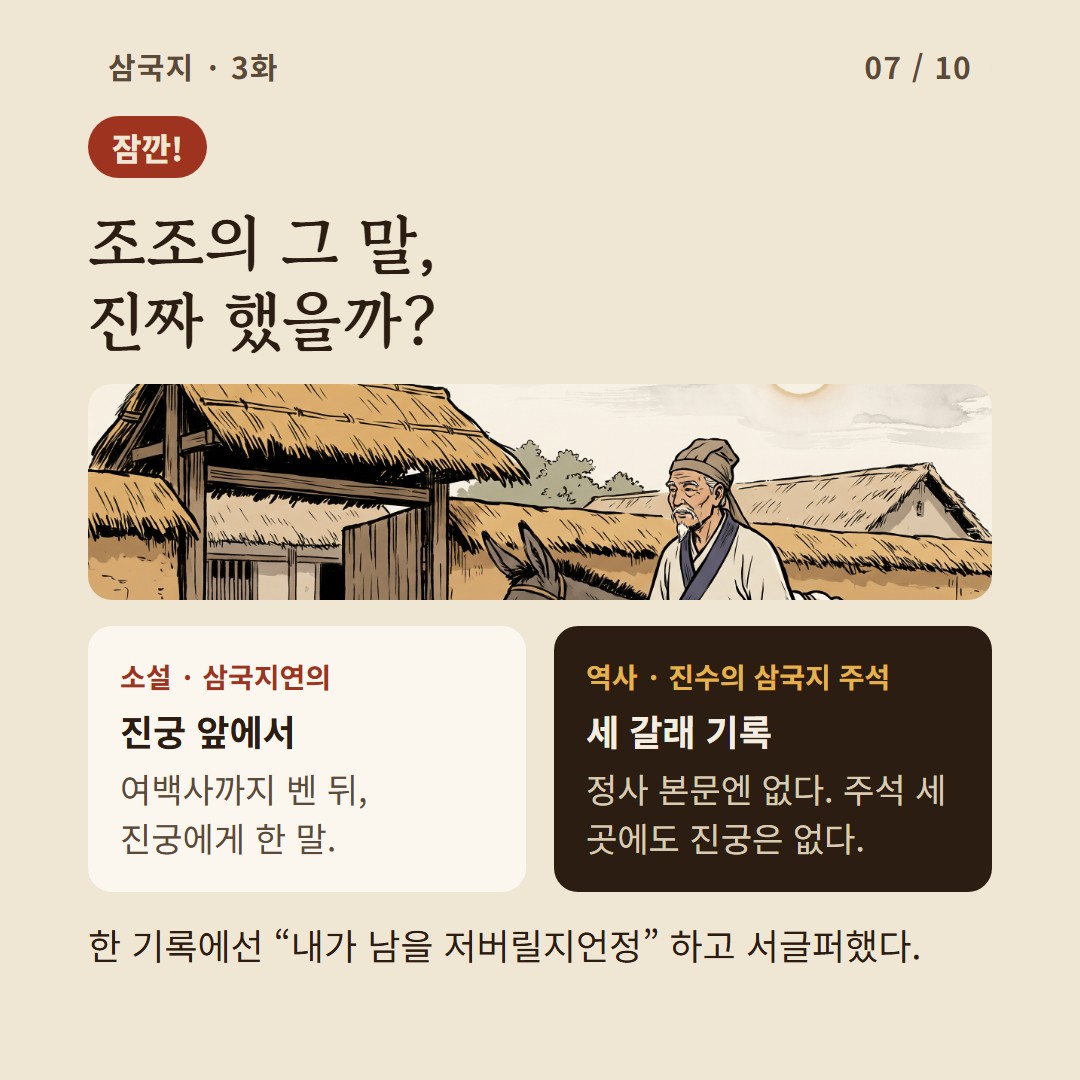 삼국지 · 3화
07 / 10
잠깐!
조조의 그 말,
진짜 했을까?
소설 · 삼국지연의
진궁 앞에서
여백사까지 벤 뒤,
진궁에게 한 말.
역사 · 진수의 삼국지 주석
세 갈래 기록
정사 본문엔 없다. 주석 세
곳에도 진궁은 없다.
한 기록에선 “내가 남을 저버릴지언정” 하고 서글퍼했다.